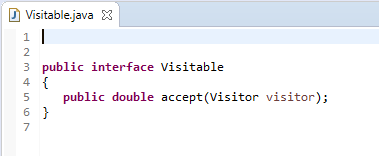 Visitable.java
1
2
3 public interface Visitable
4 {
5 public double accept(Visitor visitor);
6 }
7